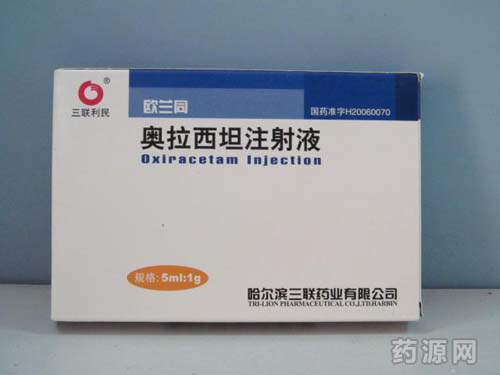 ®
三联利民
欧兰同
国药准字H20060070
奥拉西坦注射液
Oxiracetam Injection
规格:5ml:1g
哈尔滨三联药业有限公司
TRI-LION PHARMACEUTICAL CO.,LTD.HARBIN
药源网